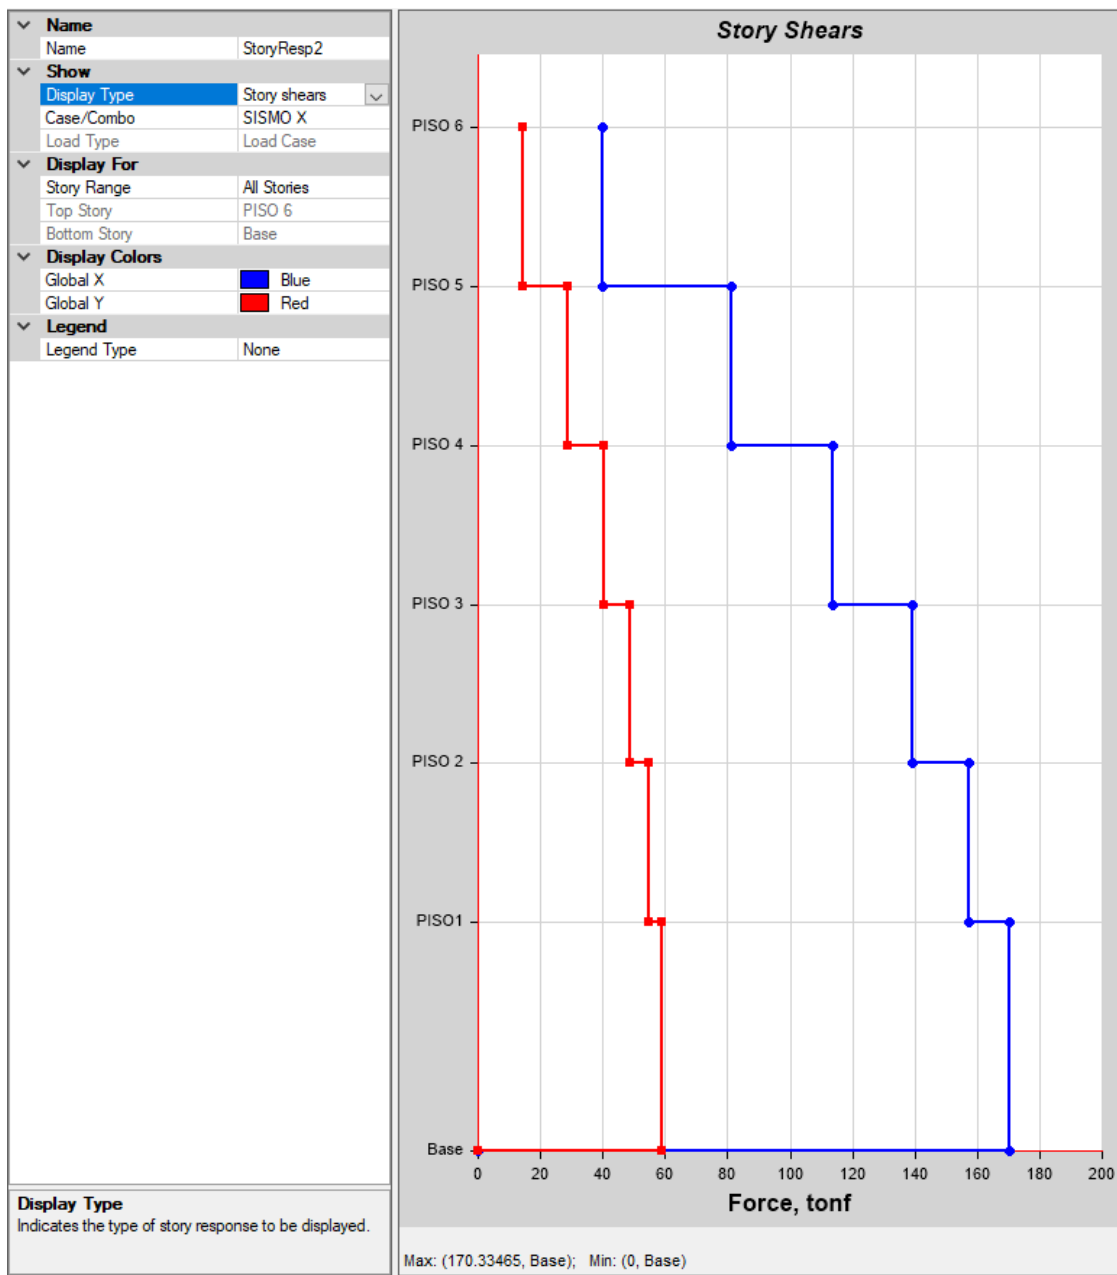 Name
Name StoryResp2
Show
Display Type Story shears
Case/Combo SISMO X
Load Type Load Case
Display For
Story Range All Stories
Top Story PISO 6
Bottom Story Base
Display Colors
Global X Blue
Global Y Red
Legend
Legend Type None
Display Type
Indicates the type of story response to be displayed.
Story Shears
PISO 6
PISO 5
PISO 4
PISO 3
PISO 2
PISO1
Base
0 20 40 60 80 100 120 140 160 180 200
Force, tonf
Max: (170.33465, Base); Min: (0, Base)